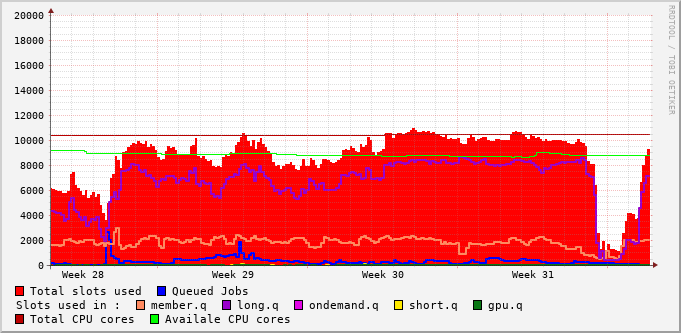 20000
18000
16000
14000
12000
10000
8000
6000
4000
2000
0
Week 28 Week 29 Week 30 Week 31
RRDTOOL / TOBI OETIKER
Total slots used Queued Jobs
Slots used in : member.q long.q ondemand.q short.q gpu.q
Total CPU cores Availale CPU cores